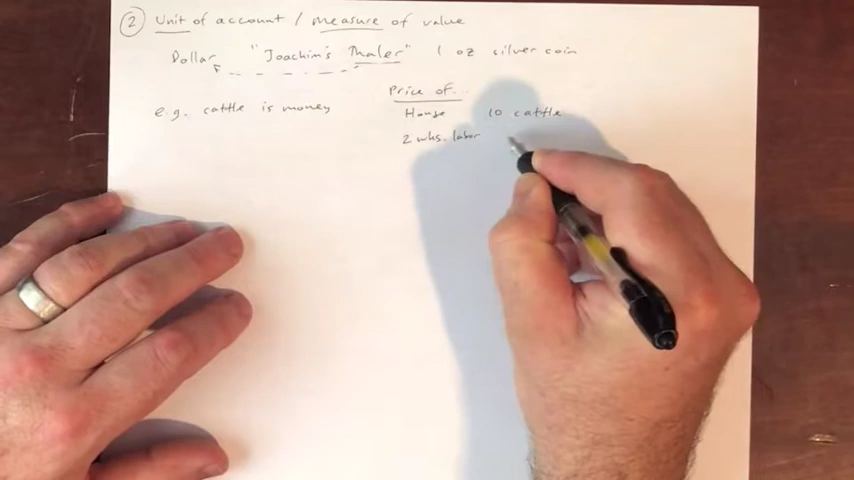 ② Unit of account / measure of value
Dollar "Joachim's Thaler" 1 oz silver coin
Price of...
e.g. cattle is money
House 10 cattle
2 wks. labor